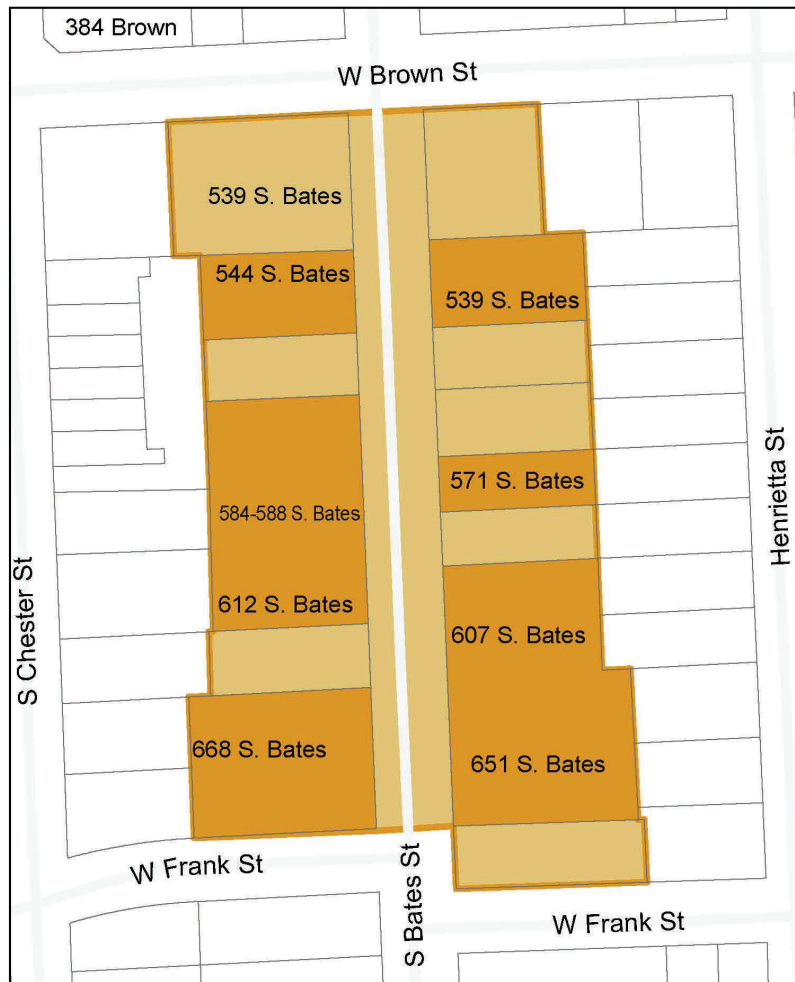 384 Brown
W Brown St
539 S. Bates
544 S. Bates
539 S. Bates
571 S. Bates
584-588 S. Bates
612 S. Bates
607 S. Bates
668 S. Bates
651 S. Bates
S Chester St
Henrietta St
W Frank St
S Bates St
W Frank St